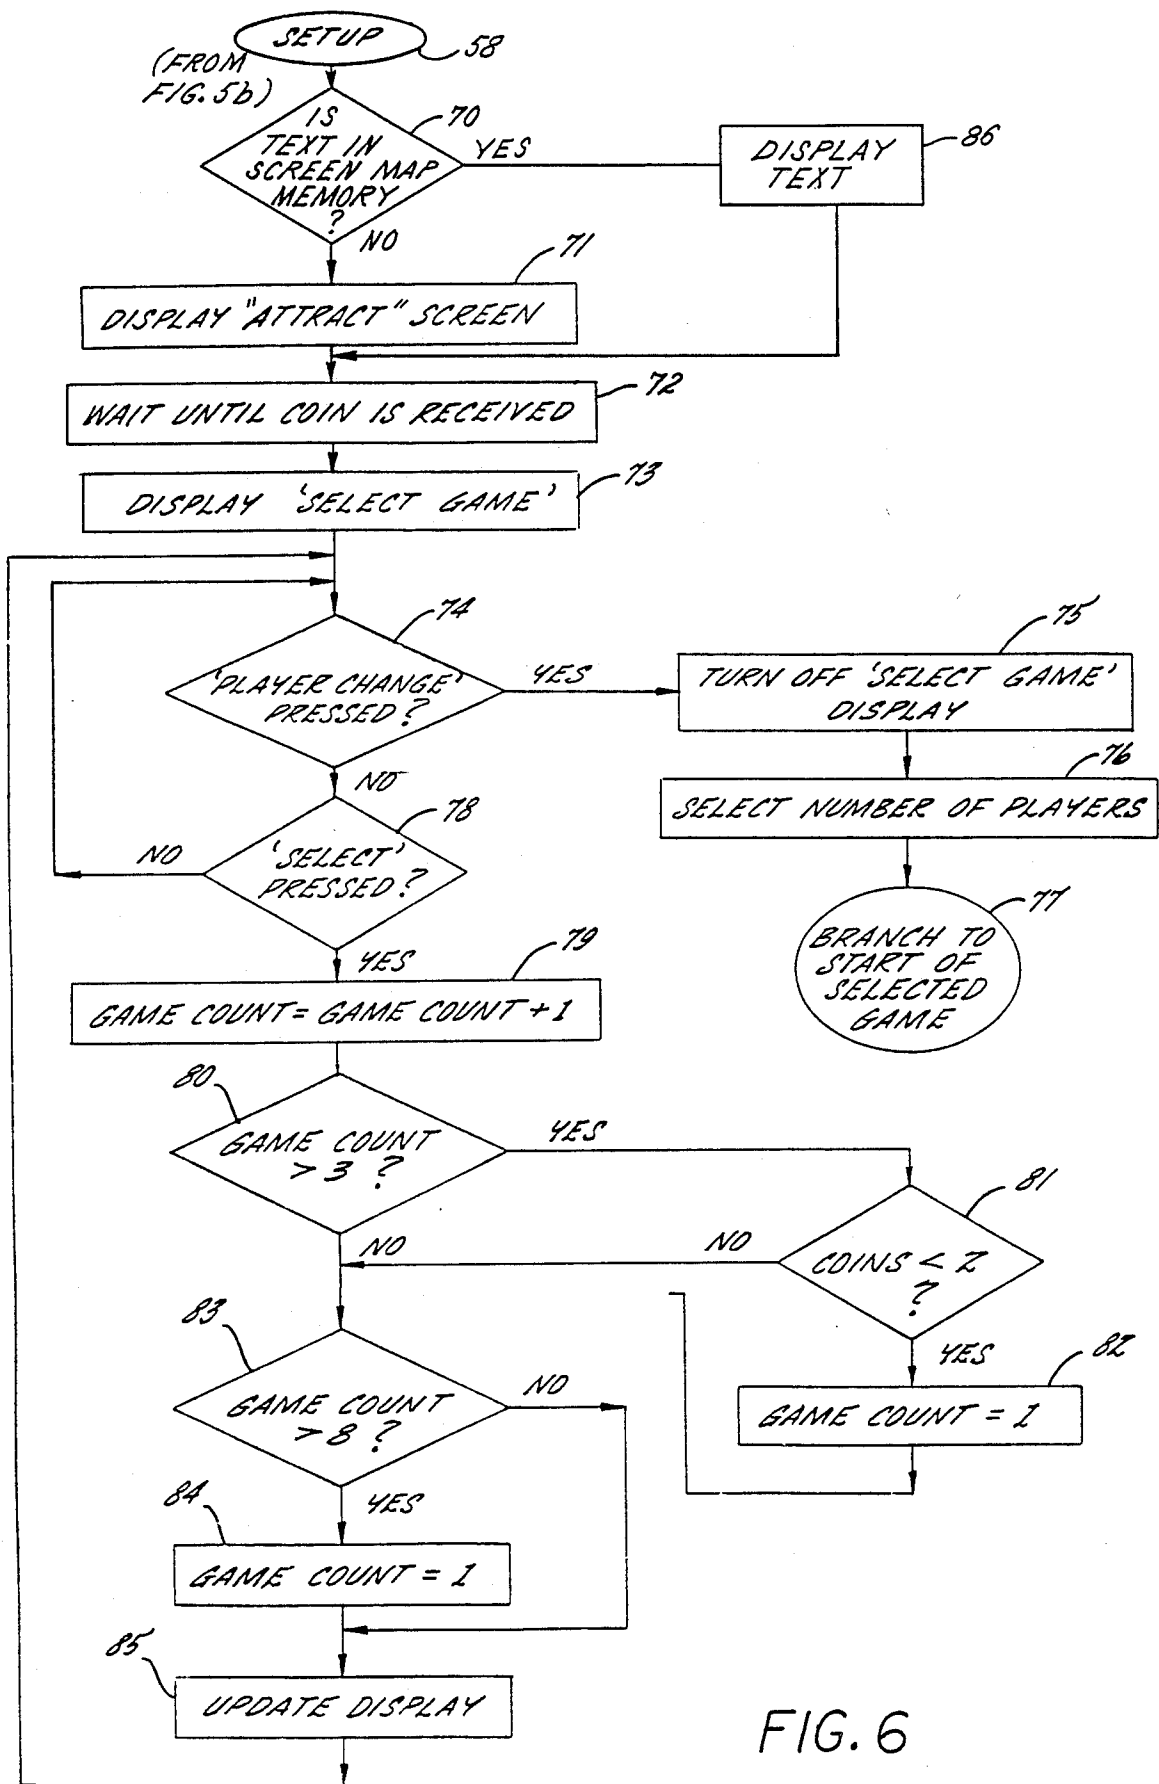 SETUP
58
(FROM
FIG. 5b)
IS
TEXT IN
SCREEN MAP
MEMORY
?
70
YES
DISPLAY
TEXT
86
NO
71
DISPLAY "ATTRACT" SCREEN
72
WAIT UNTIL COIN IS RECEIVED
73
DISPLAY 'SELECT GAME'
74
'PLAYER CHANGE'
PRESSED?
YES
75
TURN OFF 'SELECT GAME'
DISPLAY
NO
76
SELECT NUMBER OF PLAYERS
78
'SELECT'
PRESSED?
NO
77
BRANCH TO
START OF
SELECTED
GAME
YES
79
GAME COUNT = GAME COUNT + 1
80
GAME COUNT
> 3 ?
YES
81
COINS < 2
?
NO
NO
83
GAME COUNT
> 8 ?
NO
YES
82
GAME COUNT = 1
YES
84
GAME COUNT = 1
85
UPDATE DISPLAY
FIG. 6